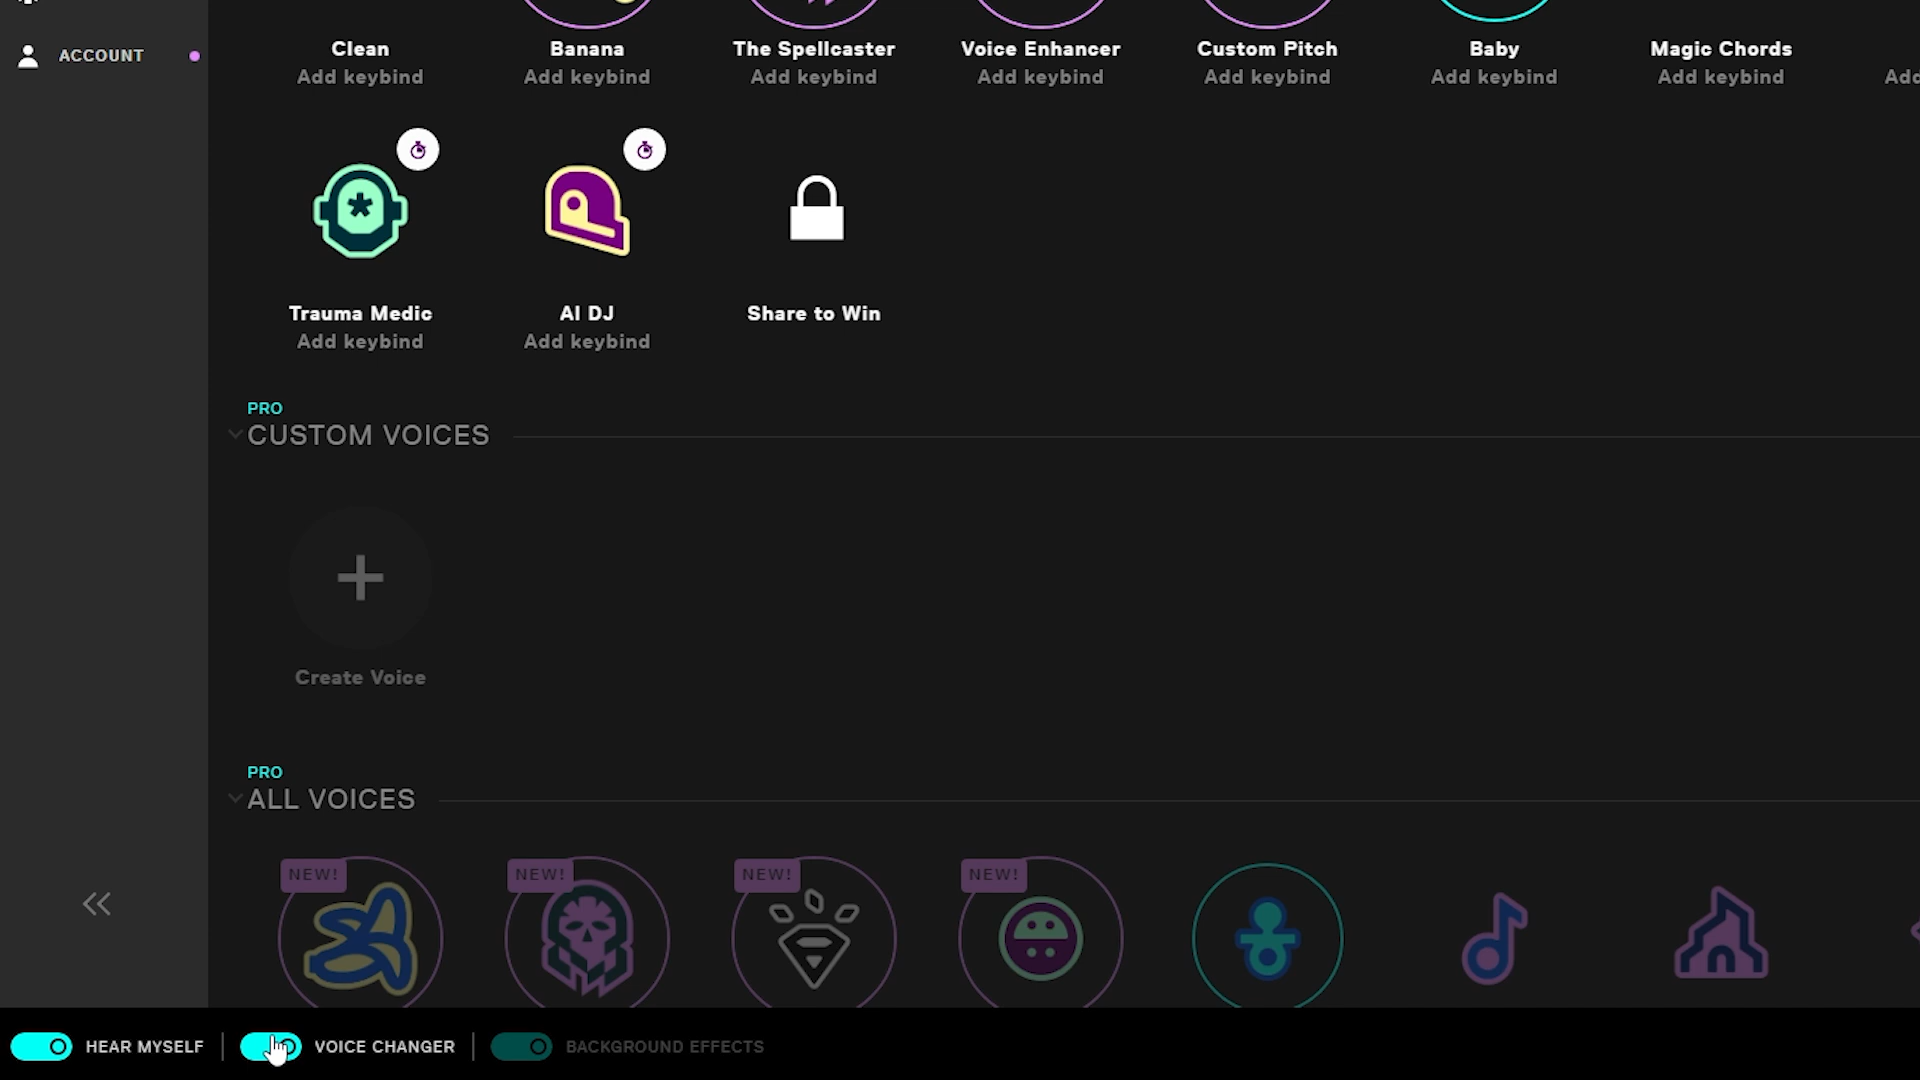 ACCOUNT
Clean
Add keybind
Banana
Add keybind
The Spellcaster
Add keybind
Voice Enhancer
Add keybind
Custom Pitch
Add keybind
Baby
Add keybind
Magic Chords
Add keybind
Trauma Medic
Add keybind
AI DJ
Add keybind
Share to Win
PRO
CUSTOM VOICES
Create Voice
PRO
ALL VOICES
NEW!
NEW!
NEW!
NEW!
HEAR MYSELF
VOICE CHANGER
BACKGROUND EFFECTS